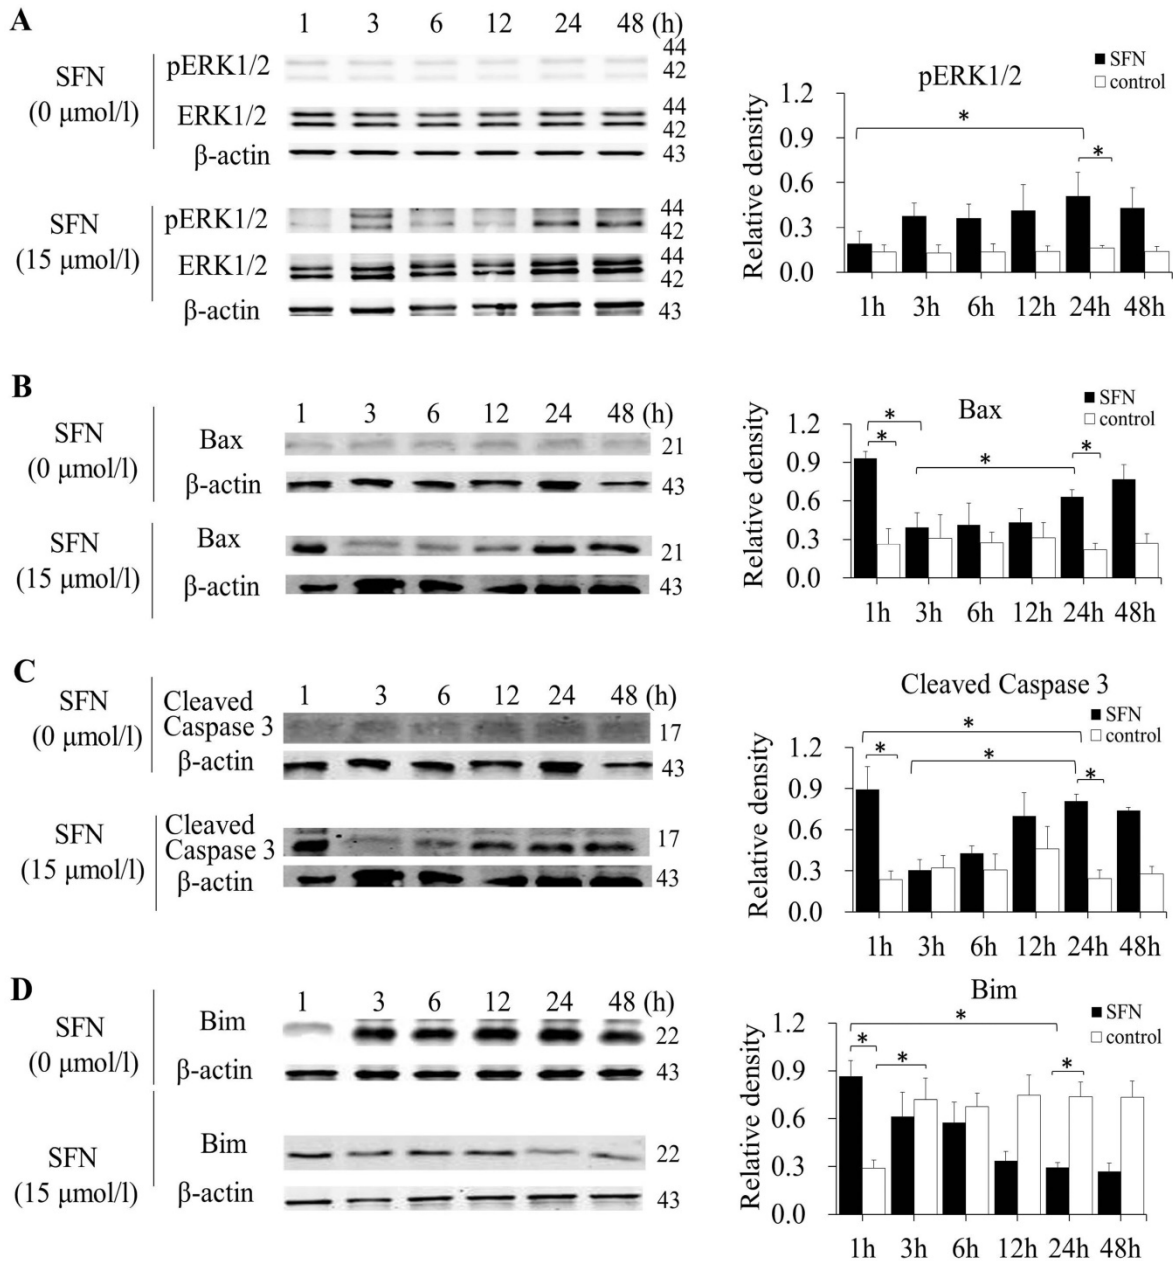 A
1 3 6 12 24 48 (h)
SFN
(0 μmol/l)
pERK1/2
44
42
ERK1/2
44
42
β-actin
43
SFN
(15 μmol/l)
pERK1/2
44
42
ERK1/2
44
42
β-actin
43
pERK1/2
SFN
control
*
*
Relative density
1.2
0.9
0.6
0.3
0.0
1h 3h 6h 12h 24h 48h
B
1 3 6 12 24 48 (h)
SFN
(0 μmol/l)
Bax
21
β-actin
43
SFN
(15 μmol/l)
Bax
21
β-actin
43
Bax
SFN
control
*
*
*
*
Relative density
1.2
0.9
0.6
0.3
0.0
1h 3h 6h 12h 24h 48h
C
1 3 6 12 24 48 (h)
SFN
(0 μmol/l)
Cleaved
Caspase 3
17
β-actin
43
SFN
(15 μmol/l)
Cleaved
Caspase 3
17
β-actin
43
Cleaved Caspase 3
SFN
control
*
*
*
*
Relative density
1.2
0.9
0.6
0.3
0.0
1h 3h 6h 12h 24h 48h
D
1 3 6 12 24 48 (h)
SFN
(0 μmol/l)
Bim
22
β-actin
43
SFN
(15 μmol/l)
Bim
22
β-actin
43
Bim
SFN
control
*
*
*
*
Relative density
1.2
0.9
0.6
0.3
0.0
1h 3h 6h 12h 24h 48h